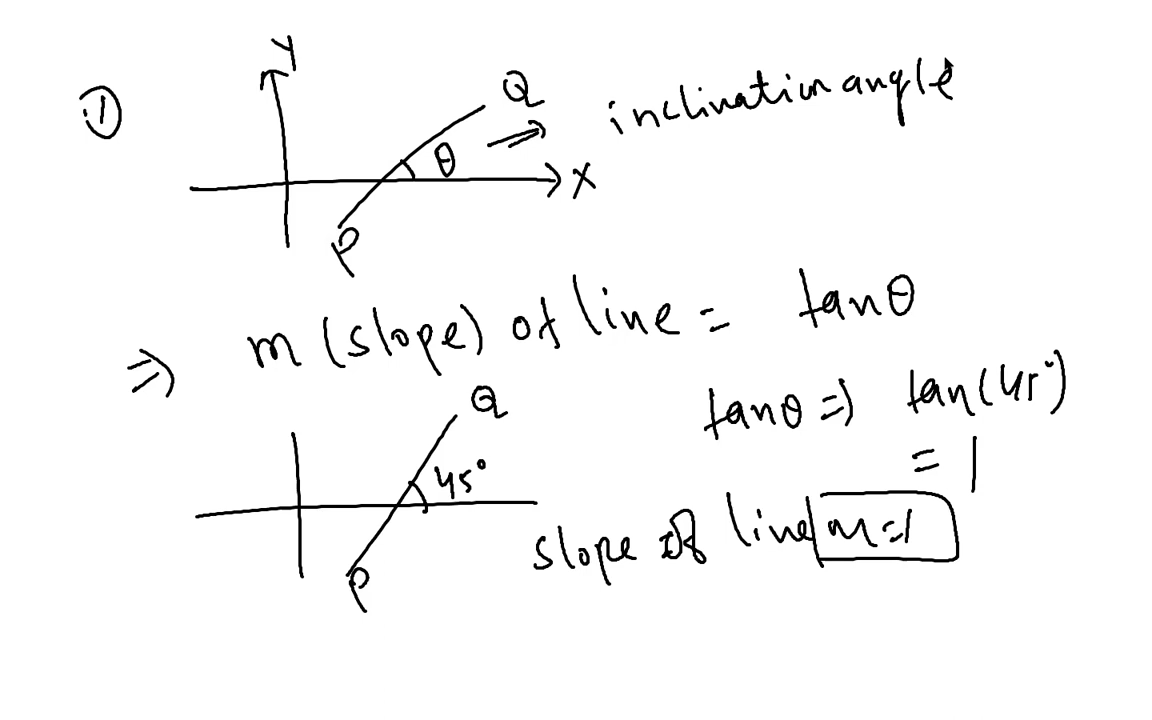 ① Y
Q
θ ⇒ inclination angle
X
P
⇒ m (slope) of line = tanθ
Q
tanθ ⇒ tan(45°)
45°
= 1
P
slope of line m=1